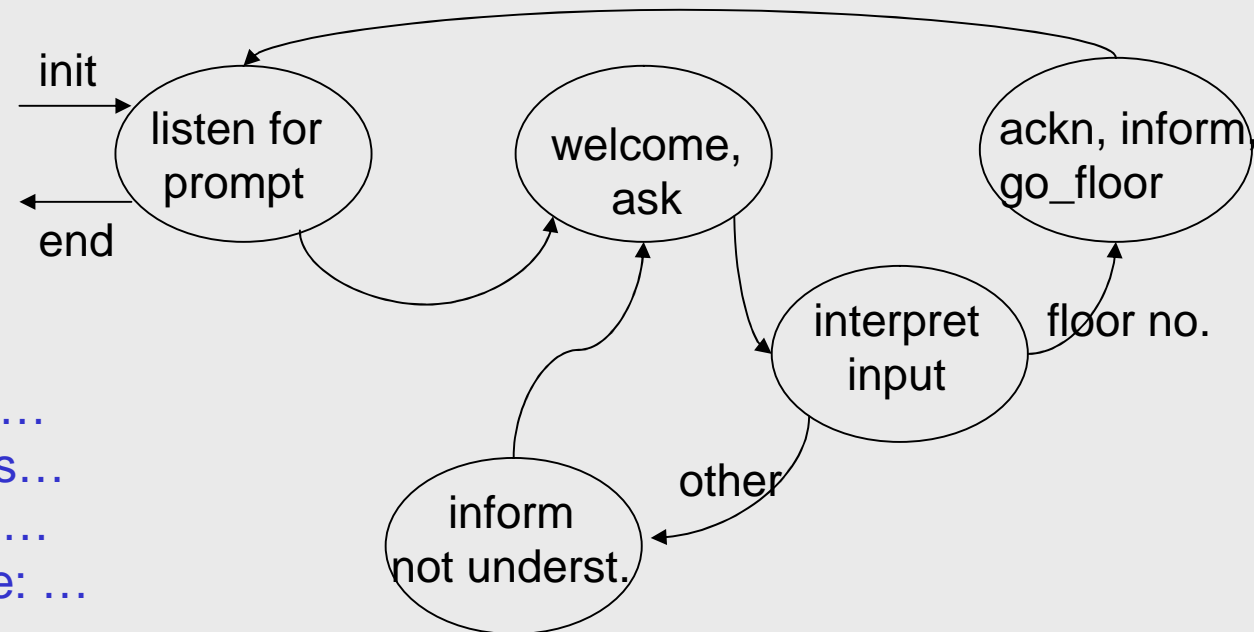 init
listen for
prompt
end
welcome,
ask
ackn, inform,
go_floor
interpret
input
floor no.
other
inform
not underst.
…
s…
…
e: …